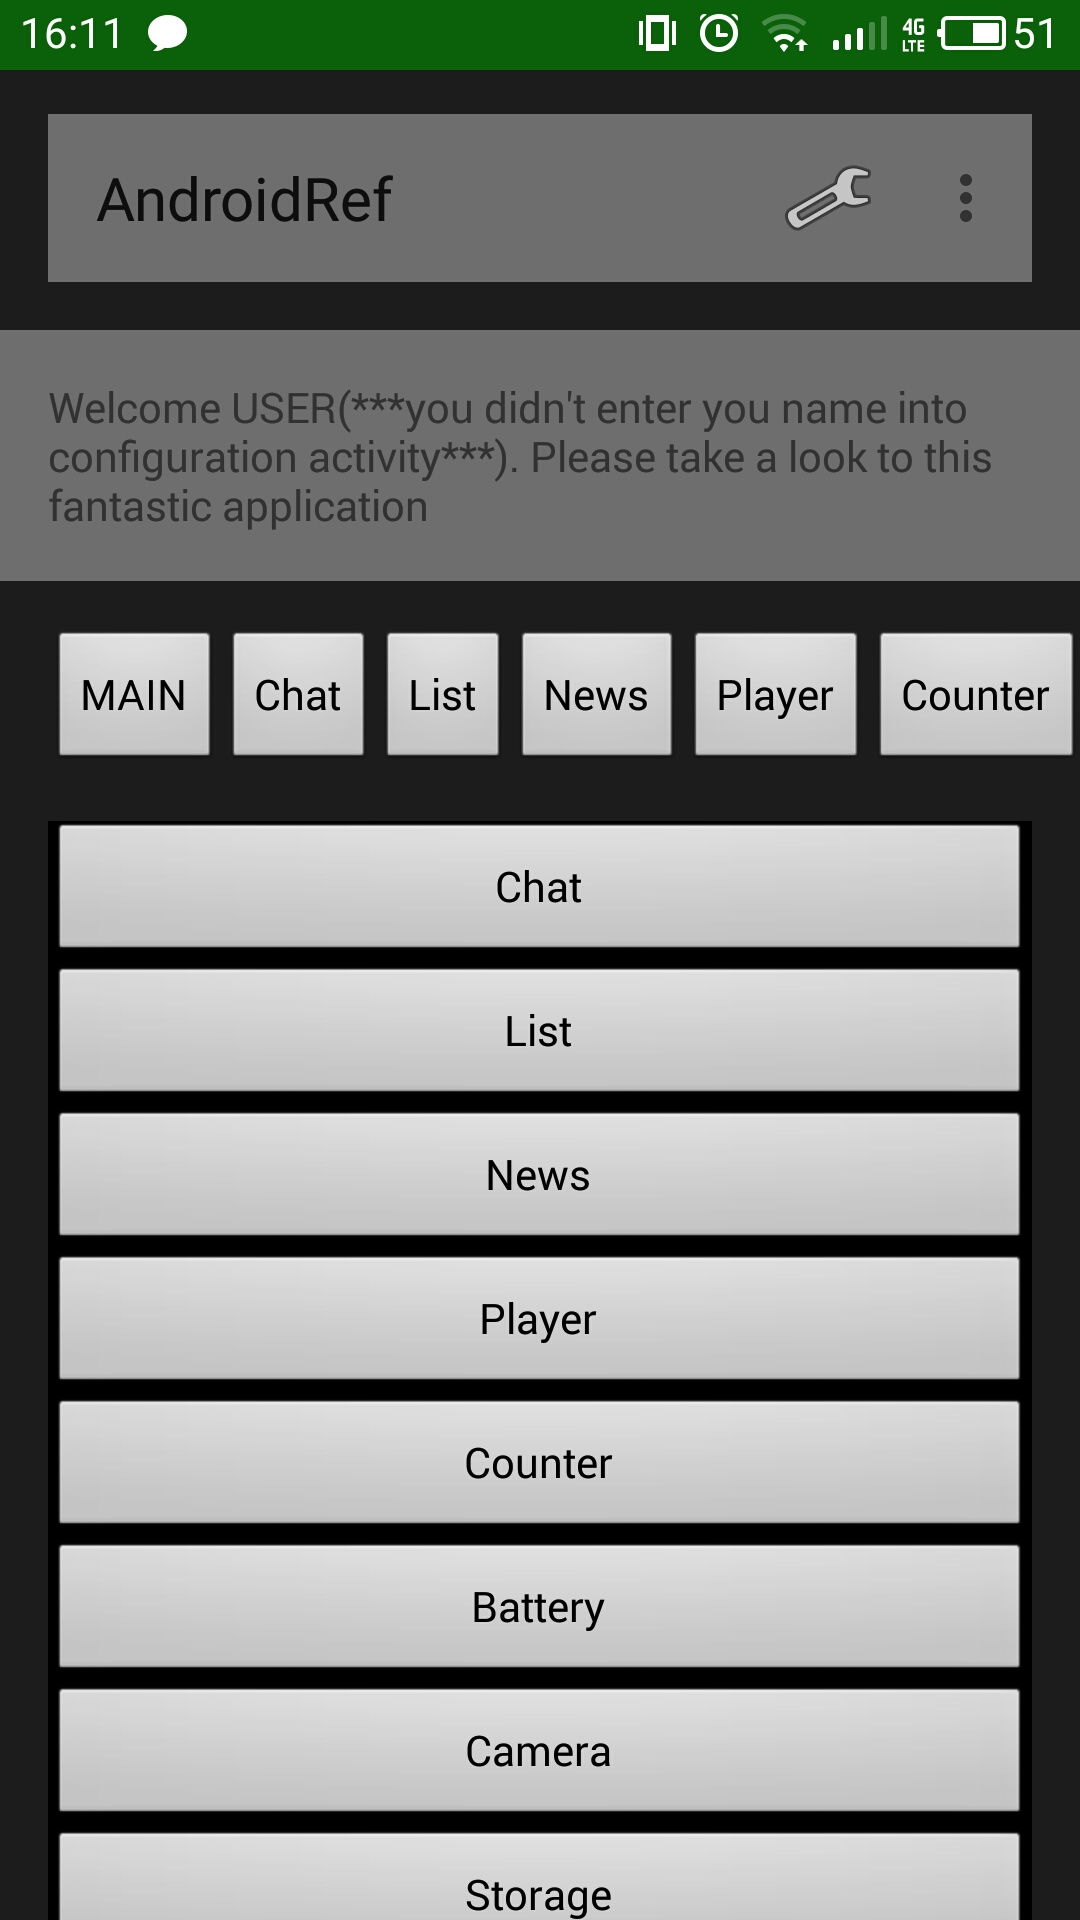 16:11 4G LTE 51
AndroidRef
Welcome USER(***you didn't enter you name into
configuration activity***). Please take a look to this
fantastic application
MAIN Chat List News Player Counter
Chat
List
News
Player
Counter
Battery
Camera
Storage